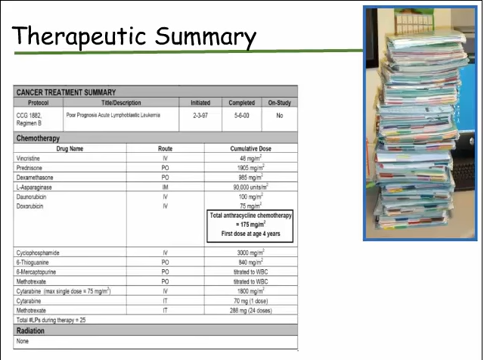 Therapeutic Summary
CANCER TREATMENT SUMMARY
Protocol Title/Description Initiated Completed On-Study
CCG 1882, Regimen B Poor Prognosis Acute Lymphoblastic Leukemia 2-3-97 5-6-00 No
Chemotherapy
Drug Name Route Cumulative Dose
Vincristine IV 48 mg/m²
Prednisone PO 1905 mg/m²
Dexamethasone PO 985 mg/m²
L-Asparaginase IM 90,000 units/m²
Daunorubicin IV 100 mg/m²
Doxorubicin IV 75 mg/m²
Total anthracycline chemotherapy
= 175 mg/m²
First dose at age 4 years
Cyclophosphamide IV 3000 mg/m²
6-Thioguanine PO 840 mg/m²
6-Mercaptopurine PO titrated to WBC
Methotrexate PO titrated to WBC
Cytarabine (max single dose = 75 mg/m²) IV 1800 mg/m²
Cytarabine IT 70 mg (1 dose)
Methotrexate IT 288 mg (24 doses)
Total #LPs during therapy = 25
Radiation
None